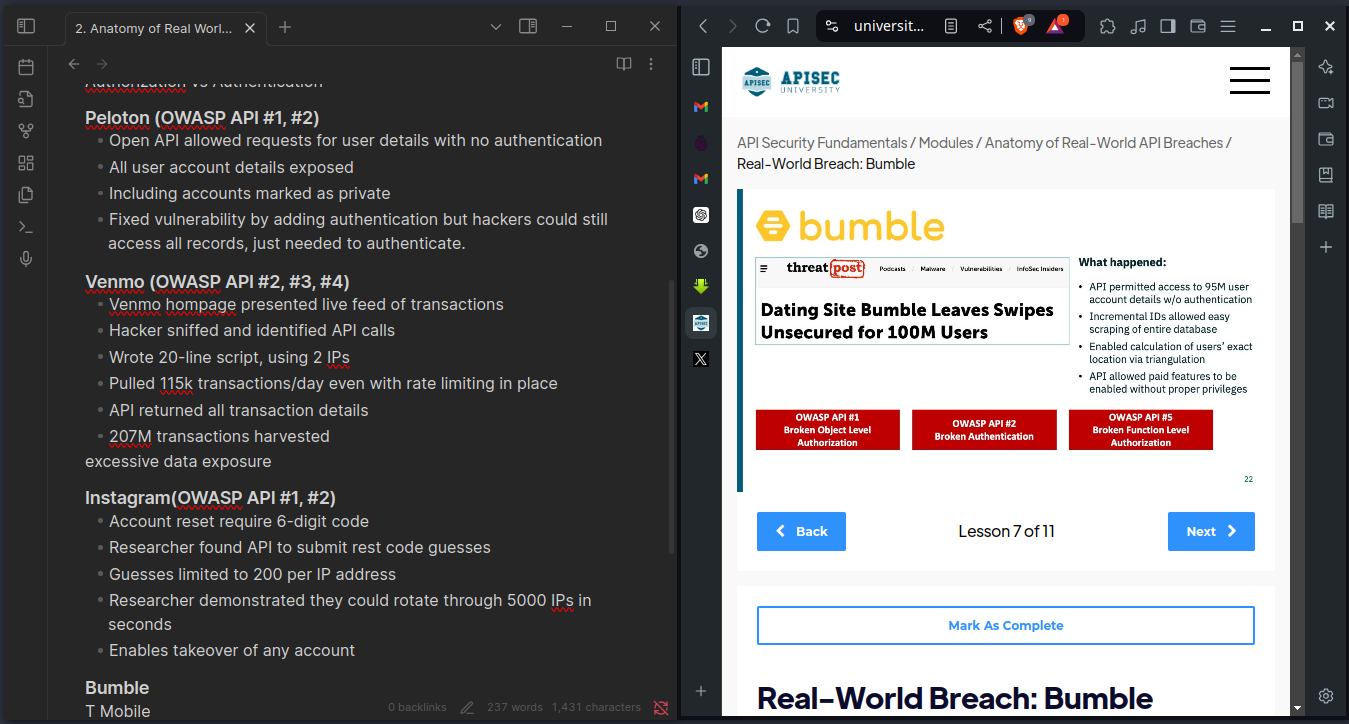 2. Anatomy of Real Worl...
Authorization vs Authentication
Peloton (OWASP API #1, #2)
Open API allowed requests for user details with no authentication
All user account details exposed
Including accounts marked as private
Fixed vulnerability by adding authentication but hackers could still
access all records, just needed to authenticate.
Venmo (OWASP API #2, #3, #4)
Venmo hompage presented live feed of transactions
Hacker sniffed and identified API calls
Wrote 20-line script, using 2 IPs
Pulled 115k transactions/day even with rate limiting in place
API returned all transaction details
207M transactions harvested
excessive data exposure
Instagram(OWASP API #1, #2)
Account reset require 6-digit code
Researcher found API to submit rest code guesses
Guesses limited to 200 per IP address
Researcher demonstrated they could rotate through 5000 IPs in
seconds
Enables takeover of any account
Bumble
T Mobile
0 backlinks 237 words 1,431 characters
universit...
9
1
APISEC
APISEC
UNIVERSITY
API Security Fundamentals / Modules / Anatomy of Real-World API Breaches /
Real-World Breach: Bumble
bumble
threat post Podcasts / Malware / Vulnerabilities / InfoSec Insiders
Dating Site Bumble Leaves Swipes
Unsecured for 100M Users
What happened:
• API permitted access to 95M user
account details w/o authentication
• Incremental IDs allowed easy
scraping of entire database
• Enabled calculation of users' exact
location via triangulation
• API allowed paid features to be
enabled without proper privileges
OWASP API #1
Broken Object Level
Authorization
OWASP API #2
Broken Authentication
OWASP API #5
Broken Function Level
Authorization
22
Back
Lesson 7 of 11
Next
Mark As Complete
Real-World Breach: Bumble